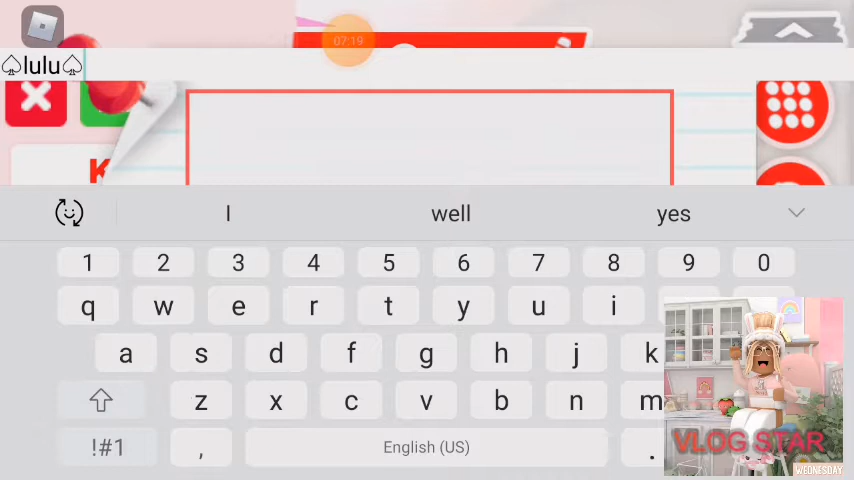 07:19
♤lulu♤
K
I well yes
1 2 3 4 5 6 7 8 9 0
q w e r t y u i
a s d f g h j k
z x c v b n m
!#1 , English (US) .
VLOG STAR
WEDNESDAY